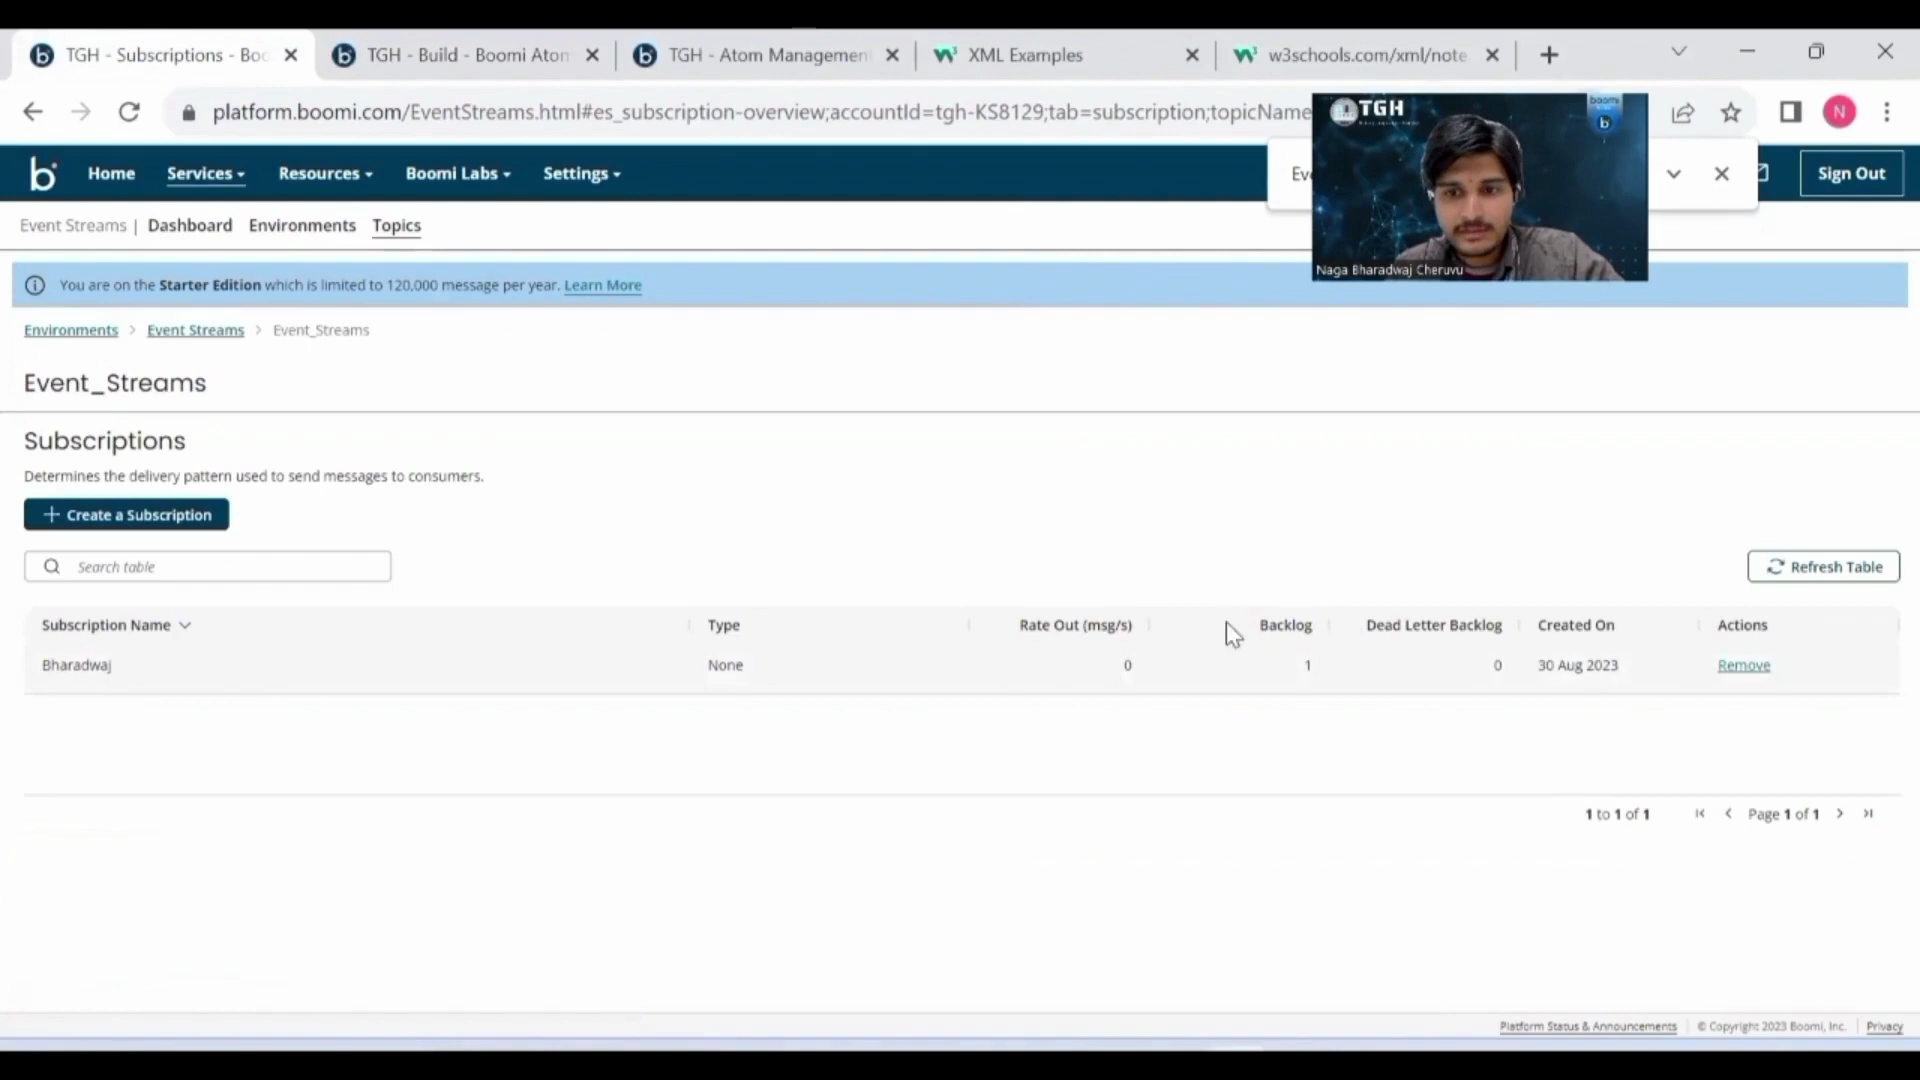 TGH - Subscriptions - Boo
TGH - Build - Boomi Atom
TGH - Atom Management
XML Examples
w3schools.com/xml/note
platform.boomi.com/EventStreams.html#es_subscription-overview;accountId=tgh-KS8129;tab=subscription;topicName
N
TGH
boomi
b
Home
Services
Resources
Boomi Labs
Settings
Eve
Sign Out
Event Streams | Dashboard Environments Topics
Naga Bharadwaj Cheruvu
You are on the Starter Edition which is limited to 120,000 message per year. Learn More
Environments > Event Streams > Event_Streams
Event_Streams
Subscriptions
Determines the delivery pattern used to send messages to consumers.
+ Create a Subscription
Search table
Refresh Table
Subscription Name Type Rate Out (msg/s) Backlog Dead Letter Backlog Created On Actions
Bharadwaj None 0 1 0 30 Aug 2023 Remove
1 to 1 of 1 Page 1 of 1
Platform Status & Announcements © Copyright 2023 Boomi, Inc. Privacy